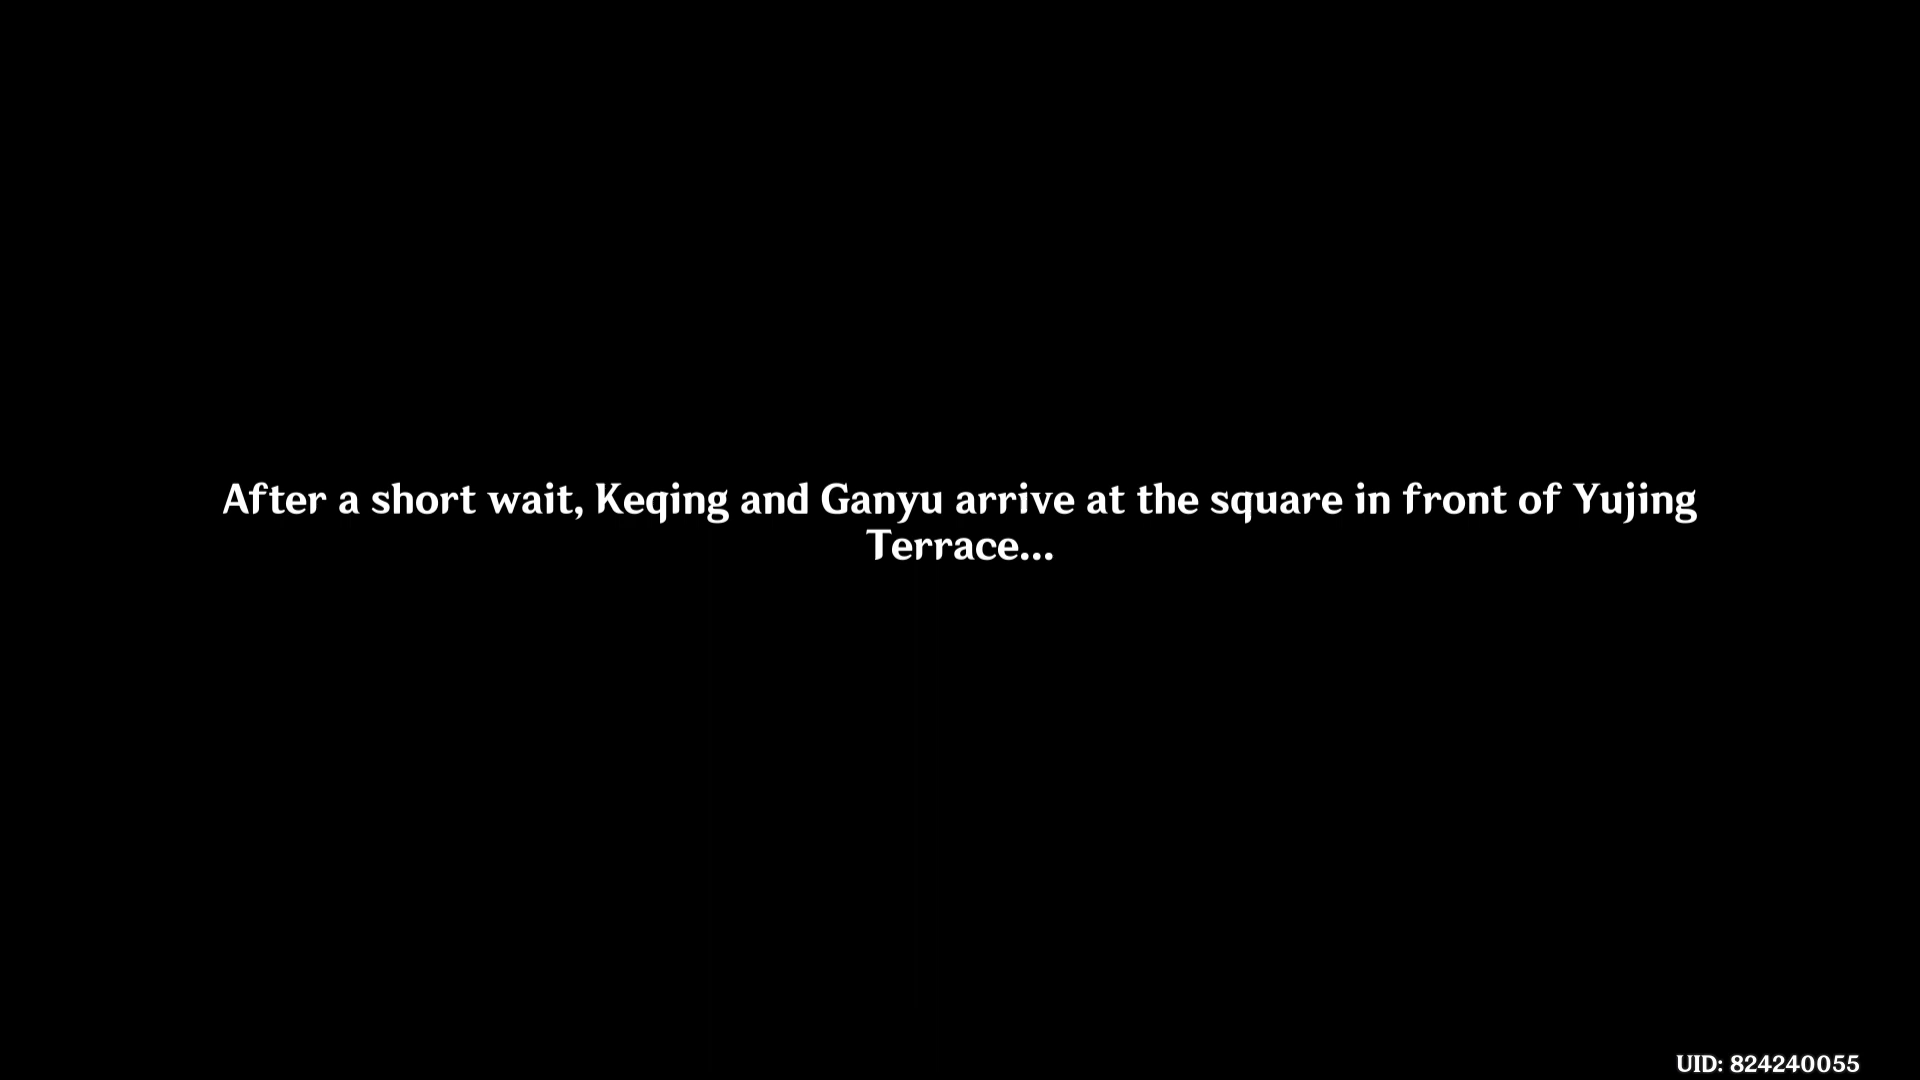 After a short wait, Keqing and Ganyu arrive at the square in front of Yujing
Terrace...
UID: 824240055